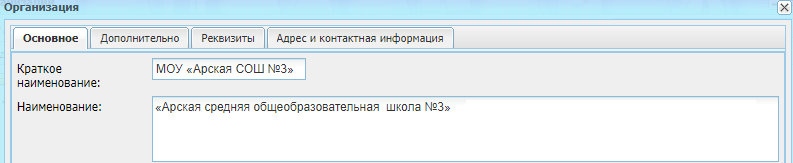 Организация
Основное Дополнительно Реквизиты Адрес и контактная информация
Краткое наименование: МОУ «Арская СОШ №3»
Наименование: «Арская средняя общеобразовательная школа №3»